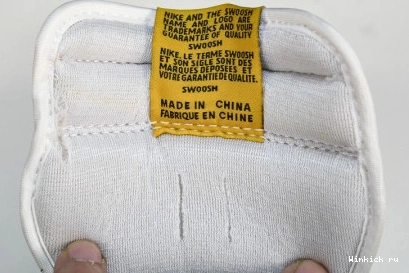 NIKE AND THE SWOOSH
NAME AND LOGO ARE
TRADEMARKS AND YOUR
GUARANTEE OF QUALITY
SWOOSH
NIKE, LE TERME SWOOSH
ET SON SIGLE SONT DES
MARQUES DEPOSEES ET
VOTRE GARANTIE DE QUALITE.
SWOOSH
MADE IN CHINA
FABRIQUE EN CHINE
Winkick ru